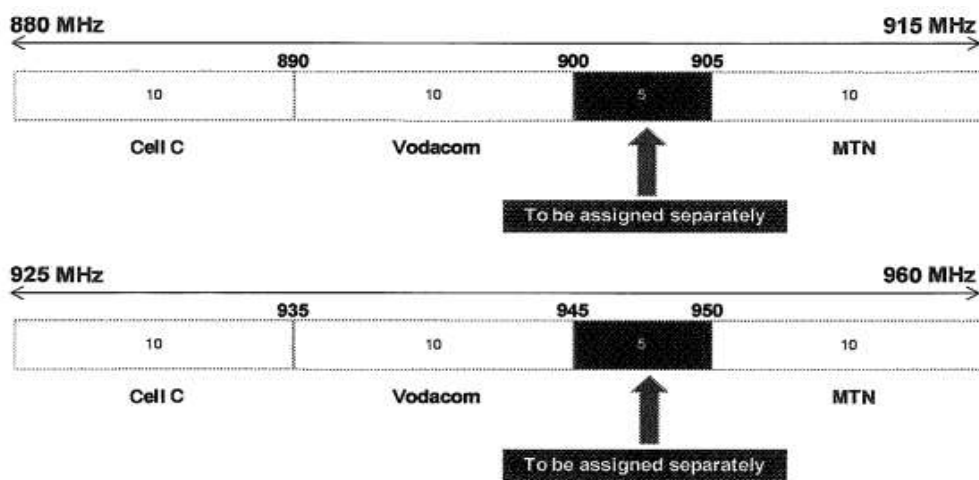 880 MHz 915 MHz
890 900 905
10 10 5 10
Cell C Vodacom MTN
To be assigned separately
925 MHz 960 MHz
935 945 950
10 10 5 10
Cell C Vodacom MTN
To be assigned separately